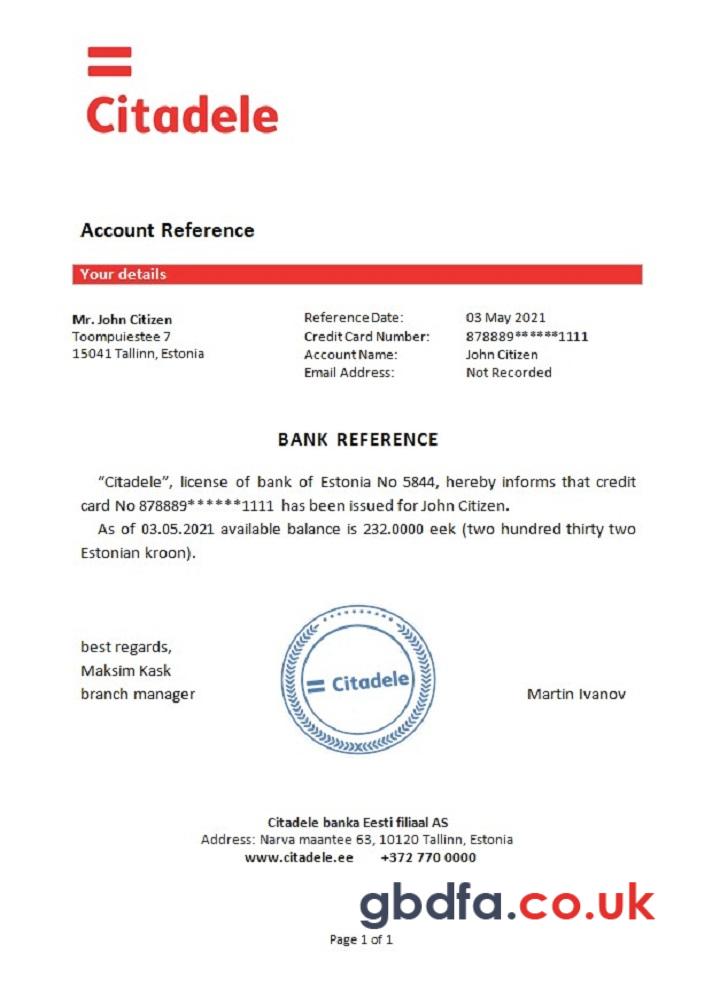 Citadele
Account Reference
Your details
Mr. John Citizen
Toompuiestee 7
15041 Tallinn, Estonia
Reference Date: 03 May 2021
Credit Card Number: 878889******1111
Account Name: John Citizen
Email Address: Not Recorded
BANK REFERENCE
“Citadele”, license of bank of Estonia No 5844, hereby informs that credit
card No 878889******1111 has been issued for John Citizen.
As of 03.05.2021 available balance is 232.0000 eek (two hundred thirty two
Estonian kroon).
best regards,
Maksim Kask
branch manager
Citadele
Martin Ivanov
Citadele banka Eesti filiaal AS
Address: Narva maantee 63, 10120 Tallinn, Estonia
www.citadele.ee +372 770 0000
gbdfa.co.uk
Page 1 of 1